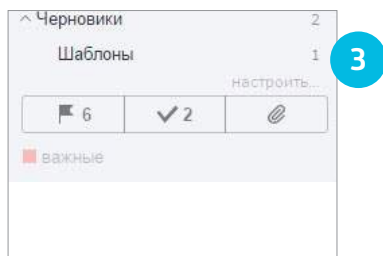 Черновики 2
Шаблоны 1
3
настроить...
6 2
важные